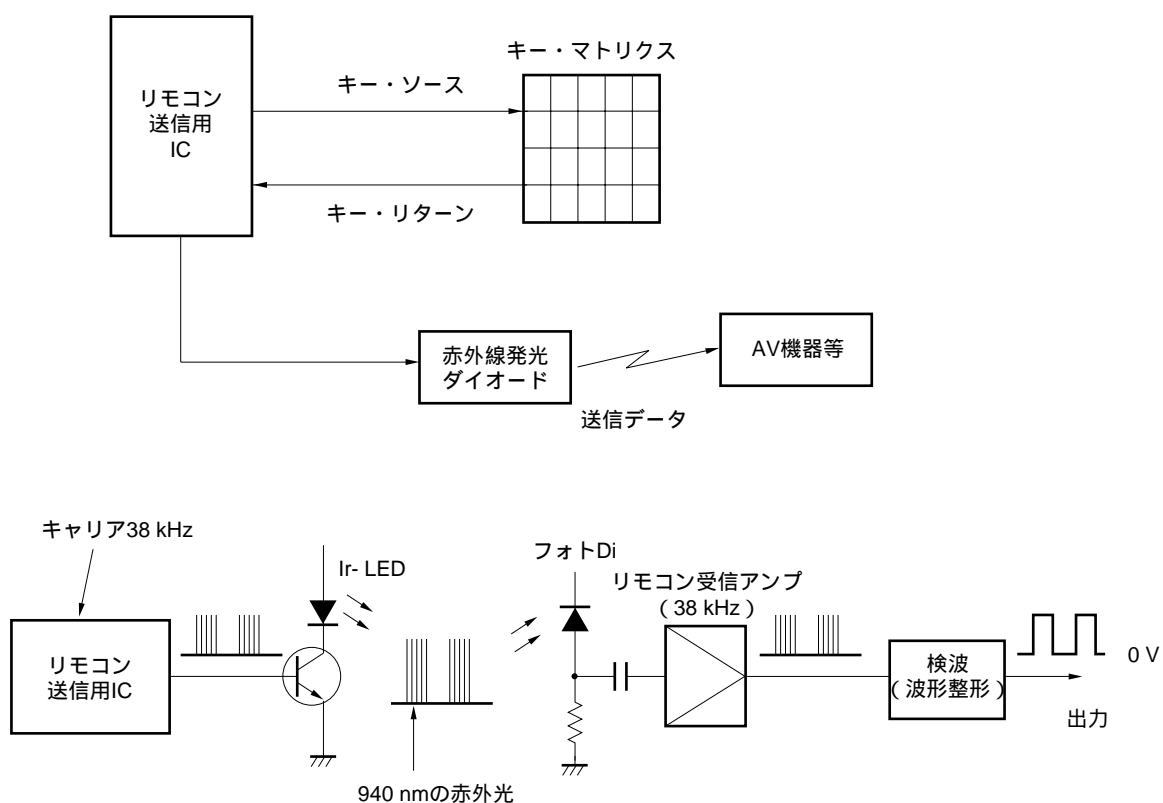 キー・マトリクス
キー・ソース
リモコン
送信用
IC
キー・リターン
赤外線発光
ダイオード
AV機器等
送信データ
キャリア38 kHz
Ir- LED
フォトDi
リモコン受信アンプ
（38 kHz）
リモコン
送信用IC
検波
（波形整形）
0 V
出力
940 nmの赤外光